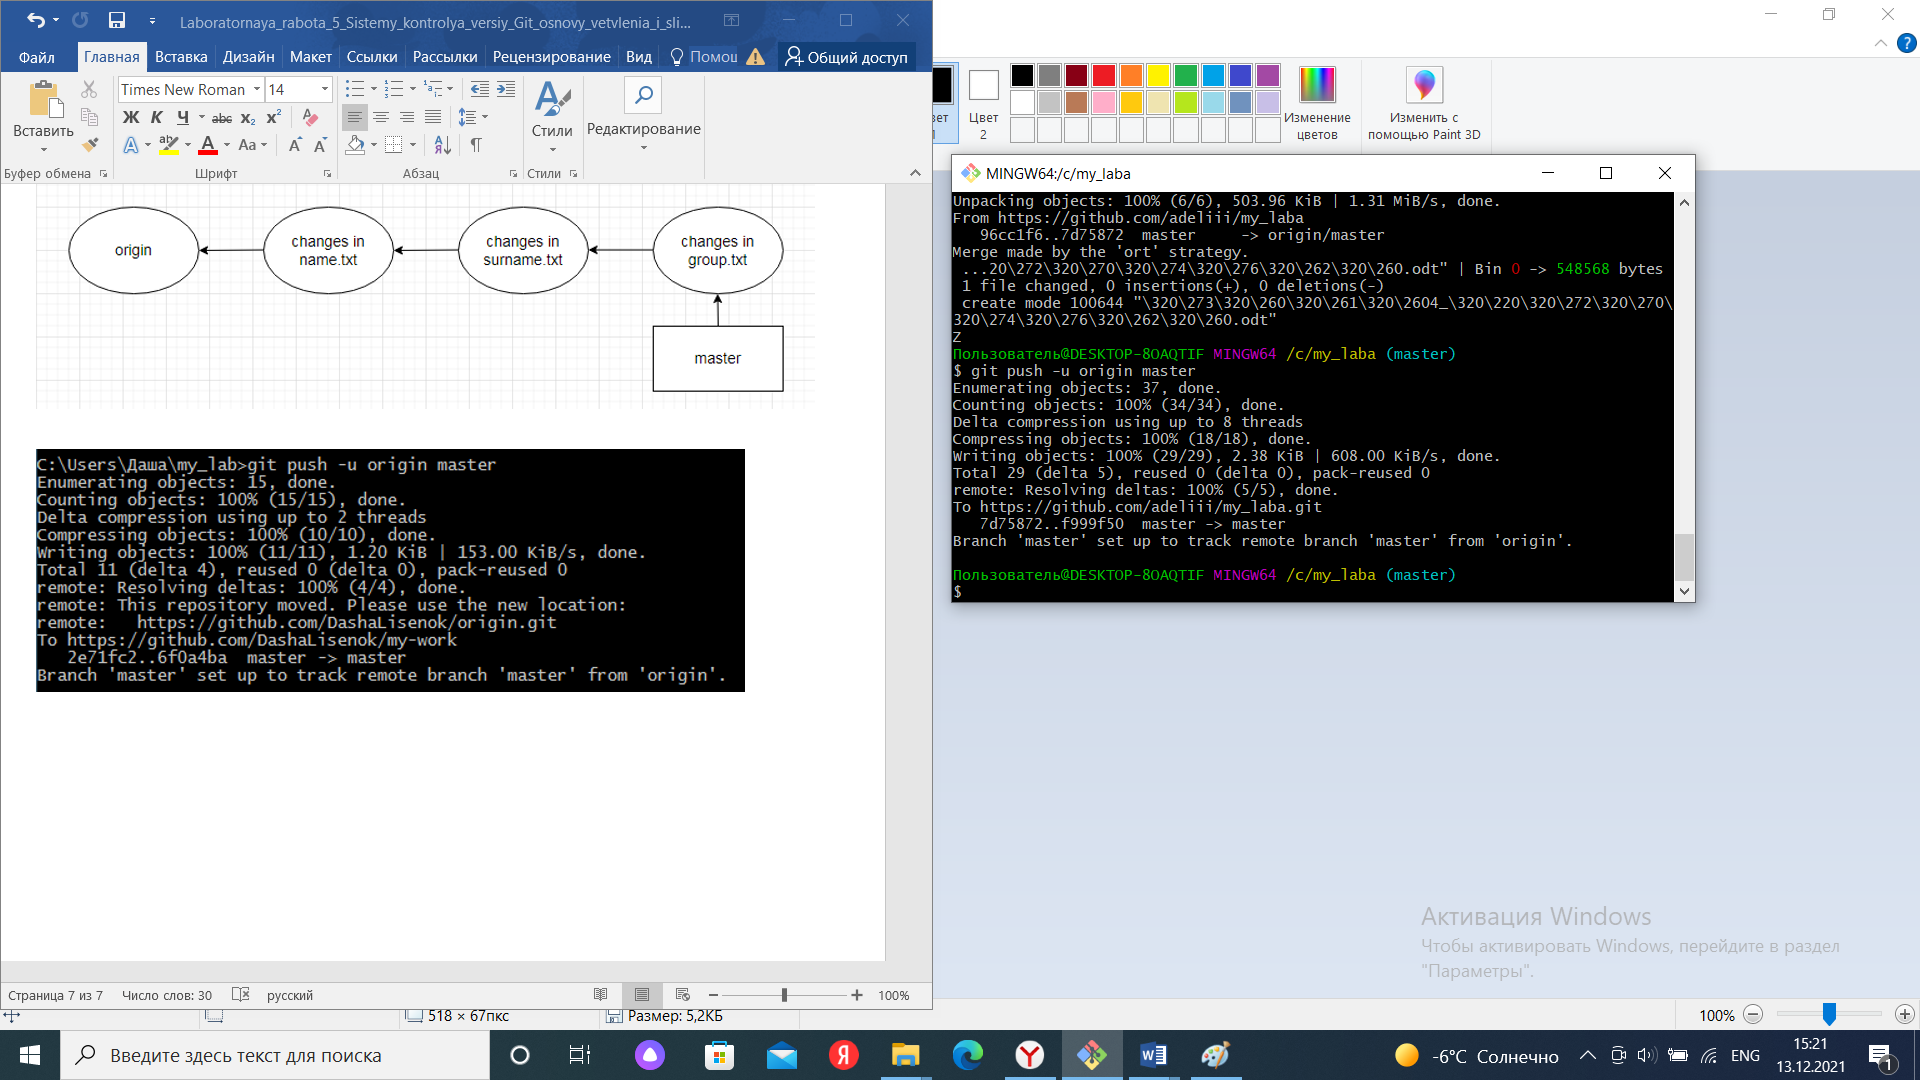 Laboratornaya_rabota_5_Sistemy_kontrolya_versiy_Git_osnovy_vetvlenia_i_sli...
Файл Главная Вставка Дизайн Макет Ссылки Рассылки Рецензирование Вид Помощ Общий доступ
Times New Roman 14
Вставить
Ж К Ч abc x₂ x²
Aa
Стили
Редактирование
Буфер обмена Шрифт Абзац Стили
origin
changes in
name.txt
changes in
surname.txt
changes in
group.txt
master
C:\Users\Даша\my_lab>git push -u origin master
Enumerating objects: 15, done.
Counting objects: 100% (15/15), done.
Delta compression using up to 2 threads
Compressing objects: 100% (10/10), done.
Writing objects: 100% (11/11), 1.20 KiB | 153.00 KiB/s, done.
Total 11 (delta 4), reused 0 (delta 0), pack-reused 0
remote: Resolving deltas: 100% (4/4), done.
remote: This repository moved. Please use the new location:
remote:   https://github.com/DashaLisenok/origin.git
To https://github.com/DashaLisenok/my-work
   2e71fc2..6f0a4ba  master -> master
Branch 'master' set up to track remote branch 'master' from 'origin'.
Страница 7 из 7 Число слов: 30 русский 100%
518 × 67пкс Размер: 5,2КБ
Цвет
2
Изменение
цветов
Изменить с
помощью Paint 3D
MINGW64:/c/my_laba
Unpacking objects: 100% (6/6), 503.96 KiB | 1.31 MiB/s, done.
From https://github.com/adeliii/my_laba
   96cc1f6..7d75872  master     -> origin/master
Merge made by the 'ort' strategy.
 ...20\272\320\270\320\274\320\276\320\262\320\260.odt" | Bin 0 -> 548568 bytes
 1 file changed, 0 insertions(+), 0 deletions(-)
 create mode 100644 "\320\273\320\260\320\261\320\2604_\320\220\320\272\320\270\
320\274\320\276\320\262\320\260.odt"
Z
Пользователь@DESKTOP-8OAQTIF MINGW64 /c/my_laba (master)
$ git push -u origin master
Enumerating objects: 37, done.
Counting objects: 100% (34/34), done.
Delta compression using up to 8 threads
Compressing objects: 100% (18/18), done.
Writing objects: 100% (29/29), 2.38 KiB | 608.00 KiB/s, done.
Total 29 (delta 5), reused 0 (delta 0), pack-reused 0
remote: Resolving deltas: 100% (5/5), done.
To https://github.com/adeliii/my_laba.git
   7d75872..f999f50  master -> master
Branch 'master' set up to track remote branch 'master' from 'origin'.
Пользователь@DESKTOP-8OAQTIF MINGW64 /c/my_laba (master)
$
Активация Windows
Чтобы активировать Windows, перейдите в раздел
"Параметры".
100%
Введите здесь текст для поиска
-6°C Солнечно ENG
15:21
13.12.2021
1